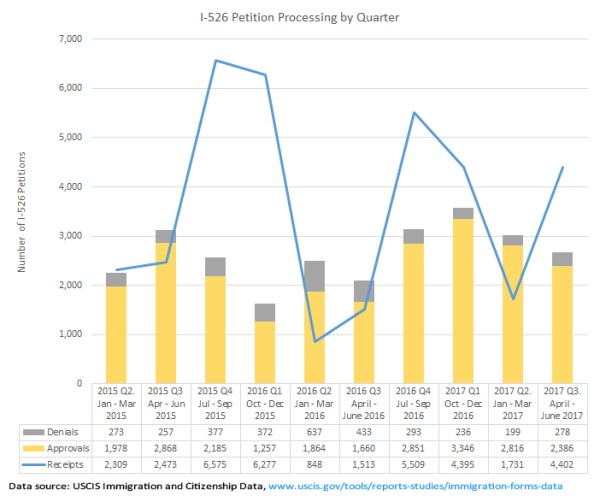 I-526 Petition Processing by Quarter
7,000
6,000
5,000
4,000
3,000
2,000
1,000
0
Number of I-526 Petitions
2015 Q2. 2015 Q3 2015 Q4 2016 Q1 2016 Q2 2016 Q3 2016 Q4 2017 Q1 2017 Q2. 2017 Q3.
Jan - Mar Apr - Jun Jul - Sep Oct - Dec Jan - Mar April - Jul - Sep Oct - Dec Jan - Mar April -
2015 2015 2015 2015 2016 June 2016 2016 2016 2017 June 2017
Denials 273 257 377 372 637 433 293 236 199 278
Approvals 1,978 2,868 2,185 1,257 1,864 1,660 2,851 3,346 2,816 2,386
Receipts 2,309 2,473 6,575 6,277 848 1,513 5,509 4,395 1,731 4,402
Data source: USCIS Immigration and Citizenship Data, www.uscis.gov/tools/reports-studies/immigration-forms-data